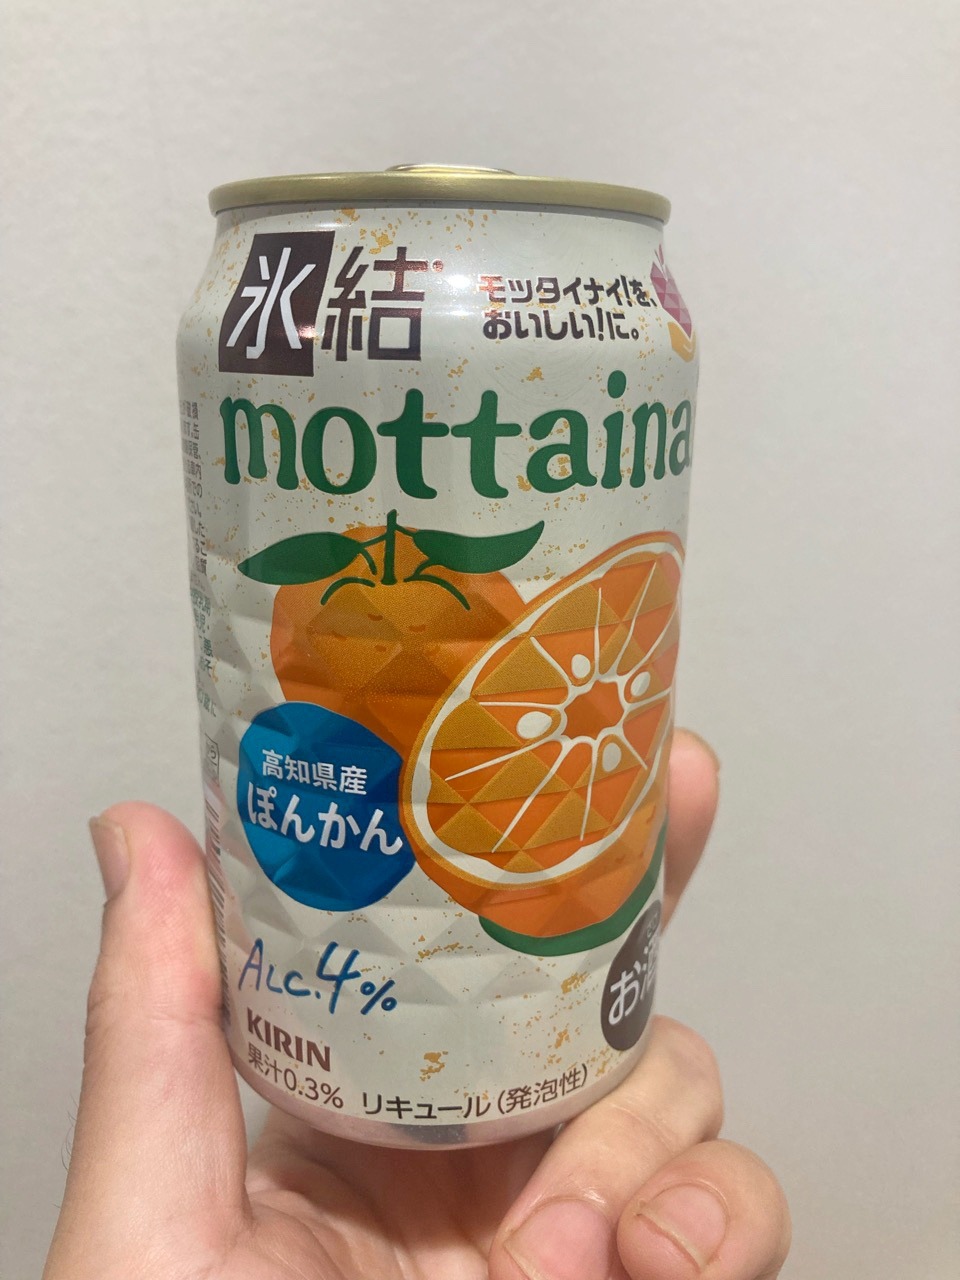 氷結
モッタイナイ!を、
おいしい!に。
mottaina
高知県産
ぽんかん
ALC.4%
お酒
KIRIN
果汁0.3%
リキュール(発泡性)